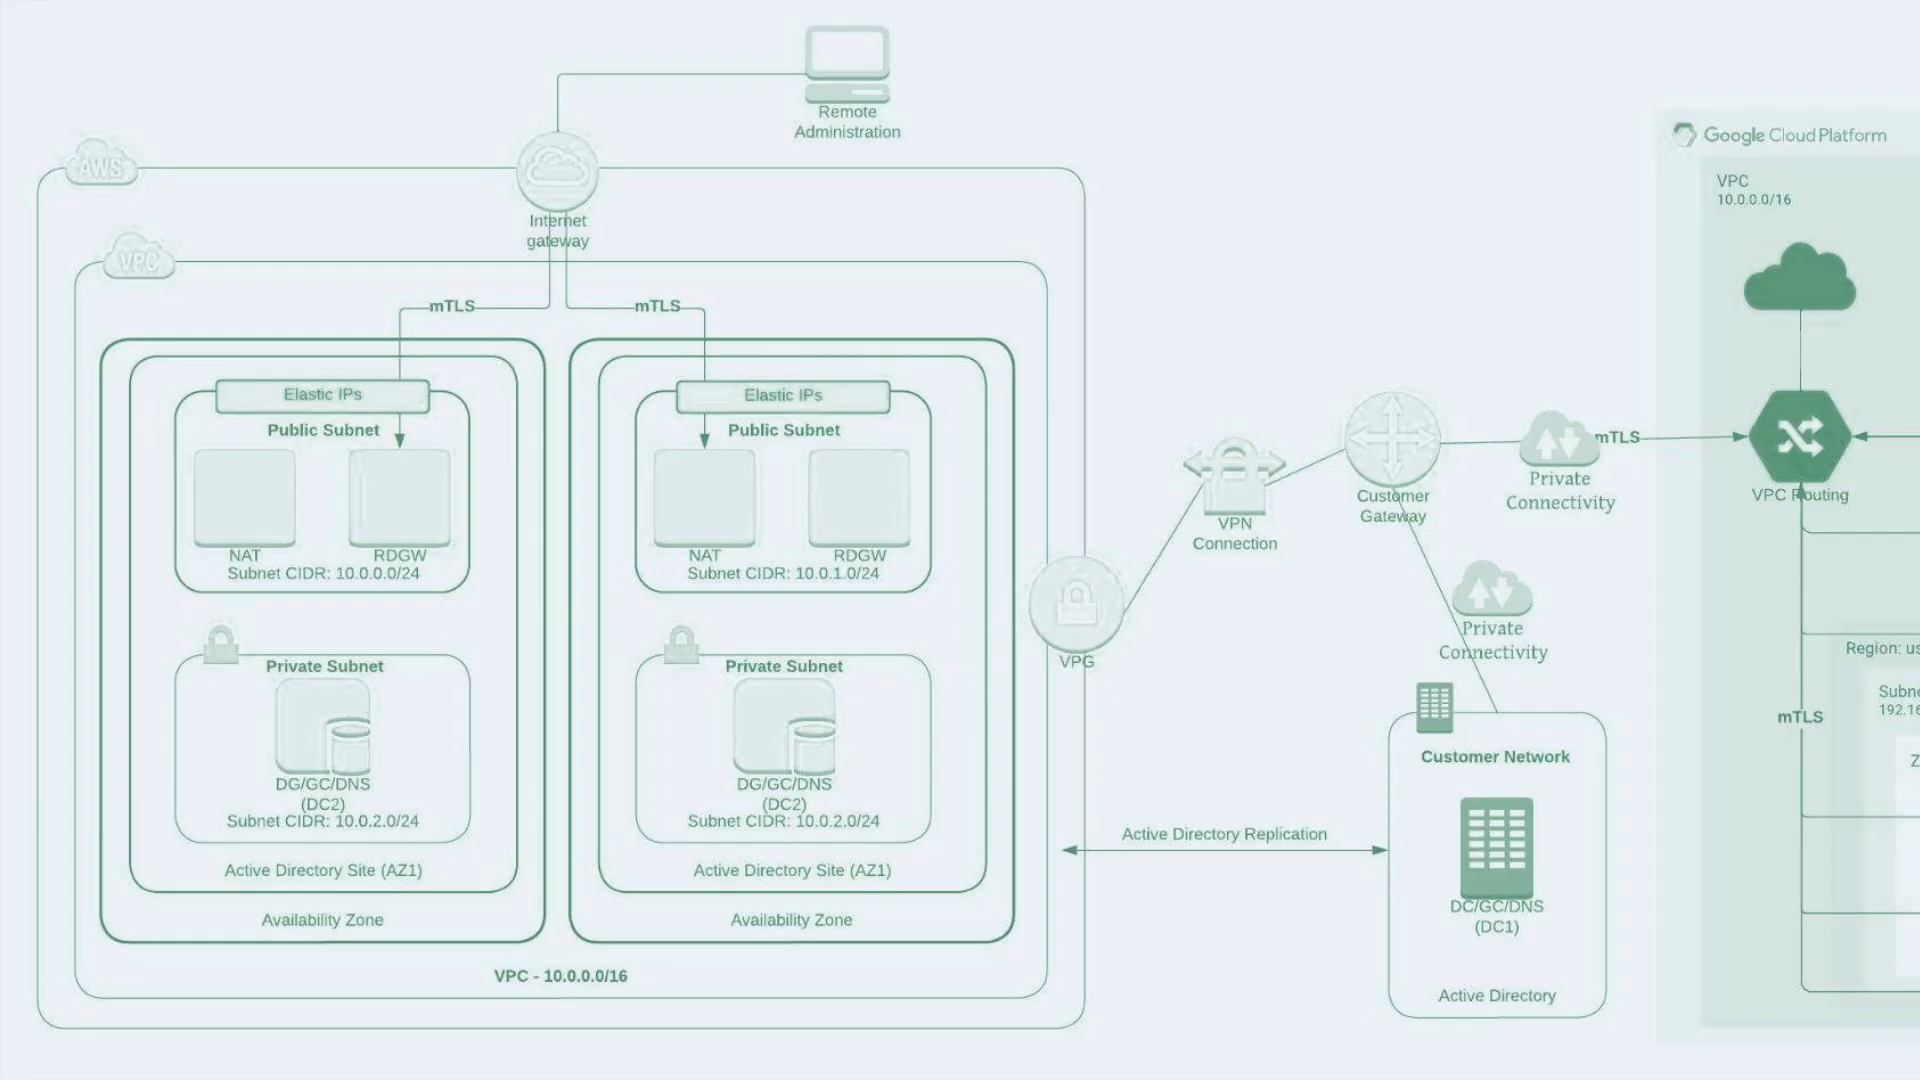 Remote
Administration
AWS
Internet
gateway
VPC
mTLS
mTLS
Elastic IPs
Public Subnet
NAT
RDGW
Subnet CIDR: 10.0.0.0/24
Private Subnet
DG/GC/DNS
(DC2)
Subnet CIDR: 10.0.2.0/24
Active Directory Site (AZ1)
Availability Zone
Elastic IPs
Public Subnet
NAT
RDGW
Subnet CIDR: 10.0.1.0/24
Private Subnet
DG/GC/DNS
(DC2)
Subnet CIDR: 10.0.2.0/24
Active Directory Site (AZ1)
Availability Zone
VPC - 10.0.0.0/16
VPG
VPN
Connection
Customer
Gateway
Private
Connectivity
mTLS
Private
Connectivity
Active Directory Replication
Customer Network
DC/GC/DNS
(DC1)
Active Directory
Google Cloud Platform
VPC
10.0.0.0/16
VPC Routing
mTLS
Region: us
Subne
192.16
Z